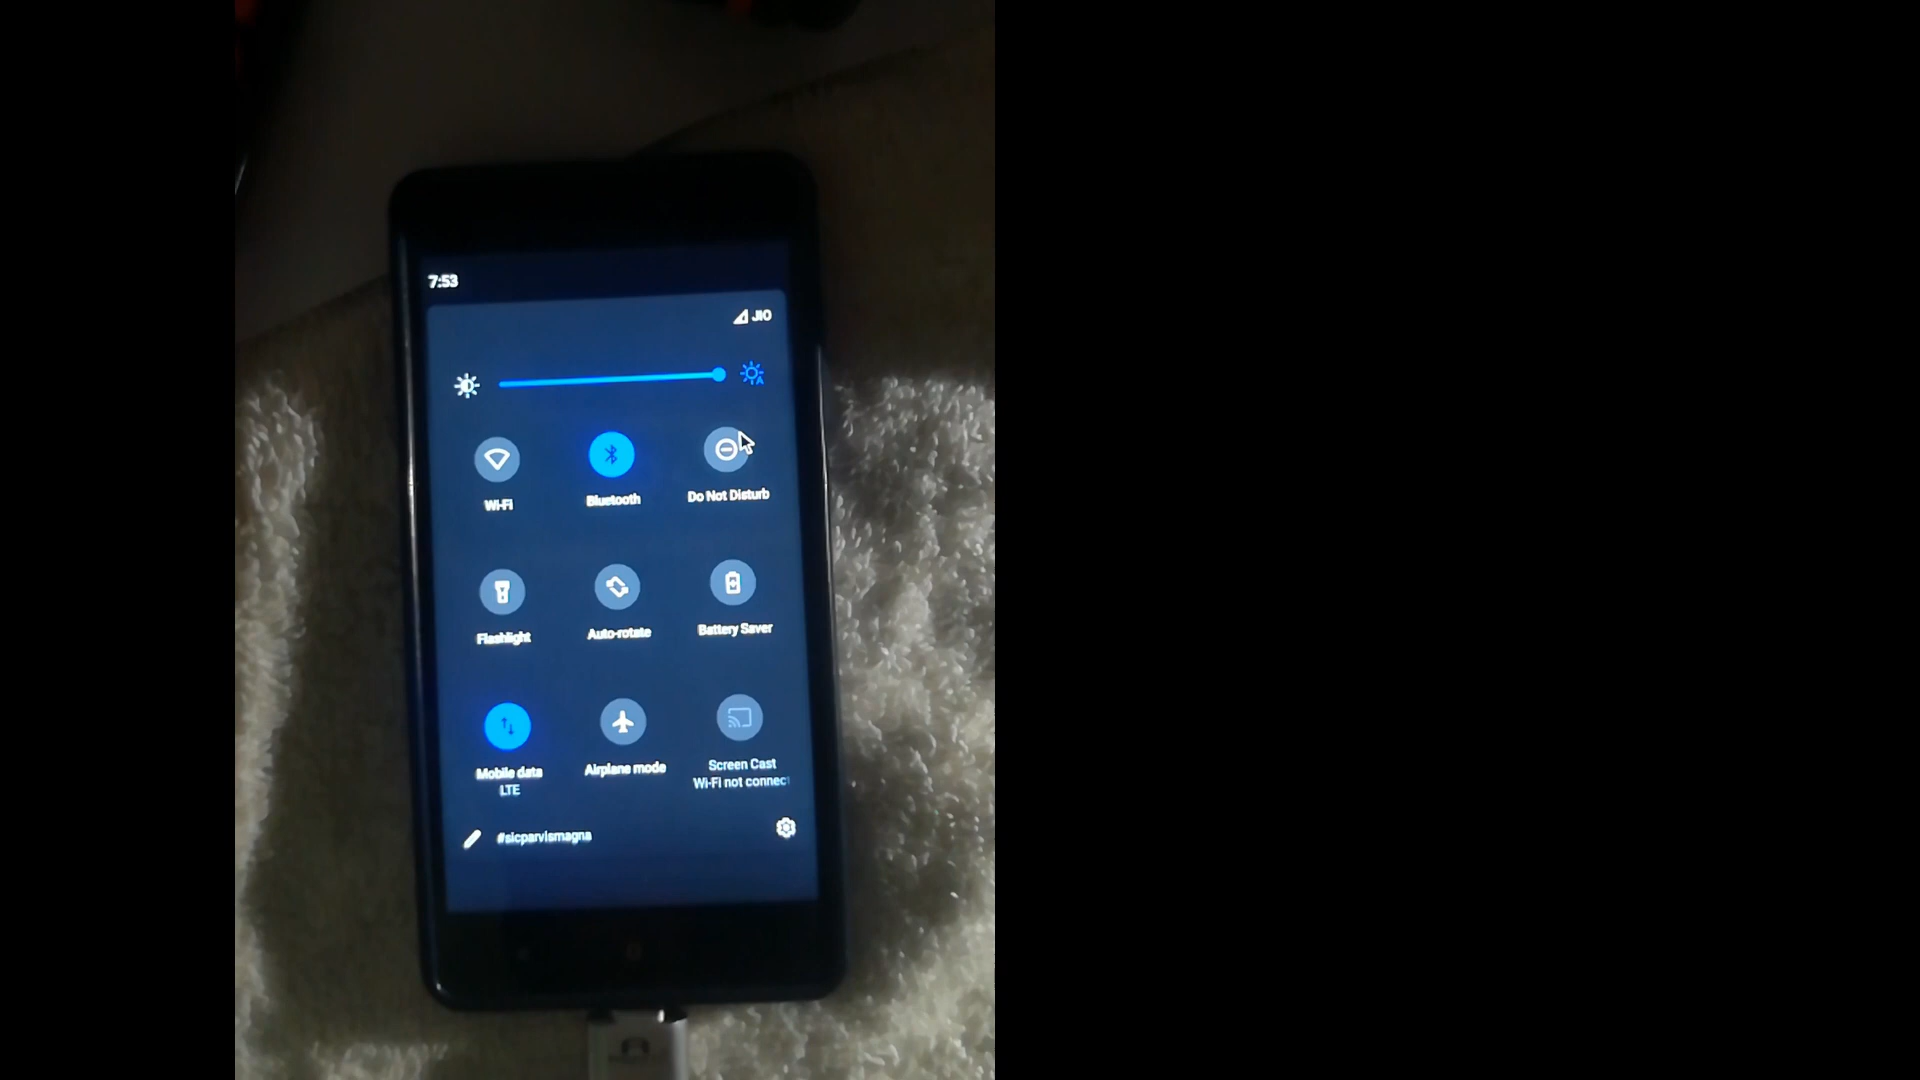 7:53
JIO
Wi-Fi
Bluetooth
Do Not Disturb
Flashlight
Auto-rotate
Battery Saver
Mobile data
LTE
Airplane mode
Screen Cast
Wi-Fi not connec
#sicparvismagna